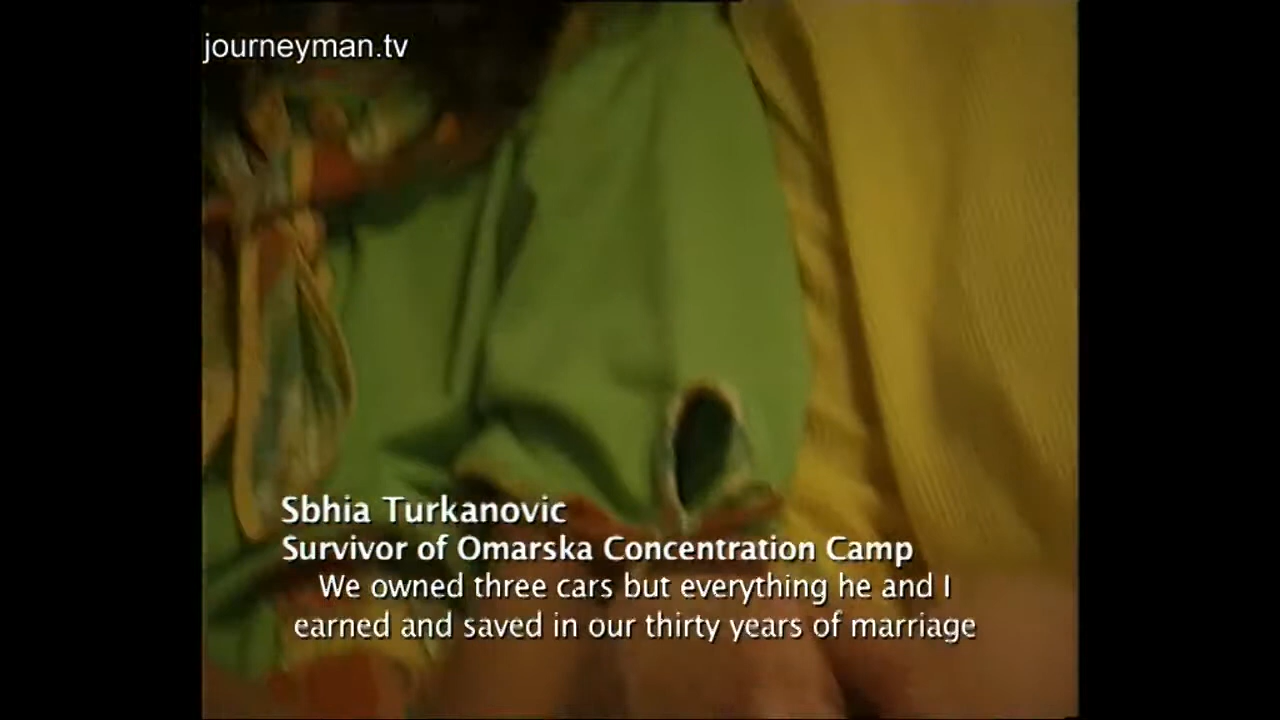 journeyman.tv
Sbhia Turkanovic
Survivor of Omarska Concentration Camp
We owned three cars but everything he and I
earned and saved in our thirty years of marriage